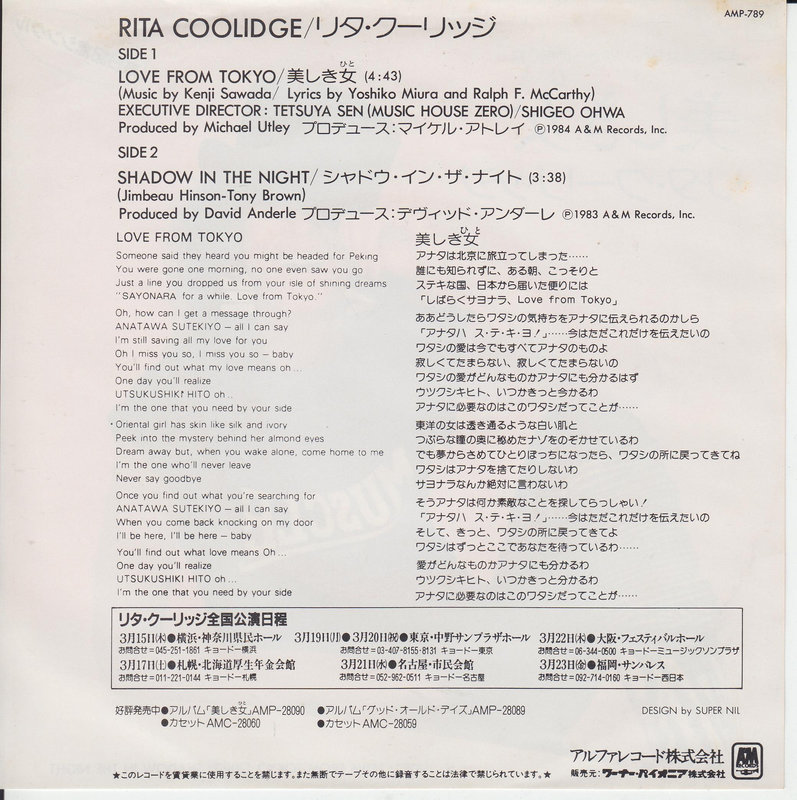 AMP-789
RITA COOLIDGE/リタ・クーリッジ
SIDE 1
LOVE FROM TOKYO/美しき女(ひと) (4:43)
(Music by Kenji Sawada/ Lyrics by Yoshiko Miura and Ralph F. McCarthy)
EXECUTIVE DIRECTOR: TETSUYA SEN (MUSIC HOUSE ZERO)/SHIGEO OHWA
Produced by Michael Utley プロデュース:マイケル・アトレイ Ⓟ1984 A&M Records, Inc.
SIDE 2
SHADOW IN THE NIGHT/シャドウ・イン・ザ・ナイト (3:38)
(Jimbeau Hinson-Tony Brown)
Produced by David Anderle プロデュース:デヴィッド・アンダーレ Ⓟ1983 A&M Records, Inc.
LOVE FROM TOKYO
Someone said they heard you might be headed for Peking
You were gone one morning, no one even saw you go
Just a line you dropped us from your isle of shining dreams
"SAYONARA for a while. Love from Tokyo."
Oh, how can I get a message through?
ANATAWA SUTEKIYO – all I can say
I'm still saving all my love for you
Oh I miss you so, I miss you so – baby
You'll find out what my love means oh...
One day you'll realize
UTSUKUSHIKI HITO oh..
I'm the one that you need by your side
Oriental girl has skin like silk and ivory
Peek into the mystery behind her almond eyes
Dream away but, when you wake alone, come home to me
I'm the one who'll never leave
Never say goodbye
Once you find out what you're searching for
ANATAWA SUTEKIYO – all I can say
When you come back knocking on my door
I'll be here, I'll be here – baby
You'll find out what love means Oh...
One day you'll realize
UTSUKUSHIKI HITO oh...
I'm the one that you need by your side
美しき女(ひと)
アナタは北京に旅立ってしまった……
誰にも知られずに、ある朝、こっそりと
ステキな国、日本から届いた便りには
「しばらくサヨナラ、Love from Tokyo」
ああどうしたらワタシの気持ちをアナタに伝えられるのかしら
「アナタハ ス・テ・キ・ヨ!」……今はただこれだけを伝えたいの
ワタシの愛は今でもすべてアナタのものよ
寂しくてたまらない、寂しくてたまらないの
ワタシの愛がどんなものかアナタにも分かるはず
ウツクシキヒト、いつかきっと今かるわ
アナタに必要なのはこのワタシだってことが……
東洋の女は透き通るような白い肌と
つぶらな瞳の奥に秘めたナゾをのぞかせているわ
でも夢からさめてひとりぼっちになったら、ワタシの所に戻ってきてね
ワタシはアナタを捨てたりしないわ
サヨラナなんか絶対に言わないわ
そうアナタは何か素敵なことを探してらっしゃい!
「アナタハ ス・テ・キ・ヨ!」……今はただこれだけを伝えたいの
そして、きっと、ワタシの所に戻ってきてよ
ワタシはずっとここであなたを待っているわ……
愛がどんなものかアナタにも分かるわ
ウツクシキヒト、いつかきっと分かるわ
アナタに必要なのはこのワタシだってことが……
リタ・クーリッジ全国公演日程
3月15日(木)●横浜・神奈川県民ホール 3月19日(月)●3月20日(祝)●東京・中野サンプラザホール 3月22日(木)●大阪・フェスティバルホール
お問合せ=045-251-1861 キョードー横浜 お問合せ=03-407-8155・8131 キョードー東京 お問合せ=06-344-0500 キョードーミュージックソンプラザ
3月17日(土)●札幌・北海道厚生年金会館 3月21日(水)●名古屋・市民会館 3月23日(金)●福岡・サンパレス
お問合せ=011-221-0144 キョードー札幌 お問合せ=052-962-0511 キョードー名古屋 お問合せ=092-714-0160 キョードー西日本
好評発売中●アルバム「美しき女(ひと)」AMP-28090 ●アルバム「グッド・オールド・デイズ」AMP-28089
●カセットAMC-28060 ●カセットAMC-28059
DESIGN by SUPER NIL
アルファレコード株式会社
発売元:ワーナー・パイオニア株式会社
★このレコードを賃貸業に使用することを禁じます。また無断でテープその他に録音することは法律で禁じられています。★